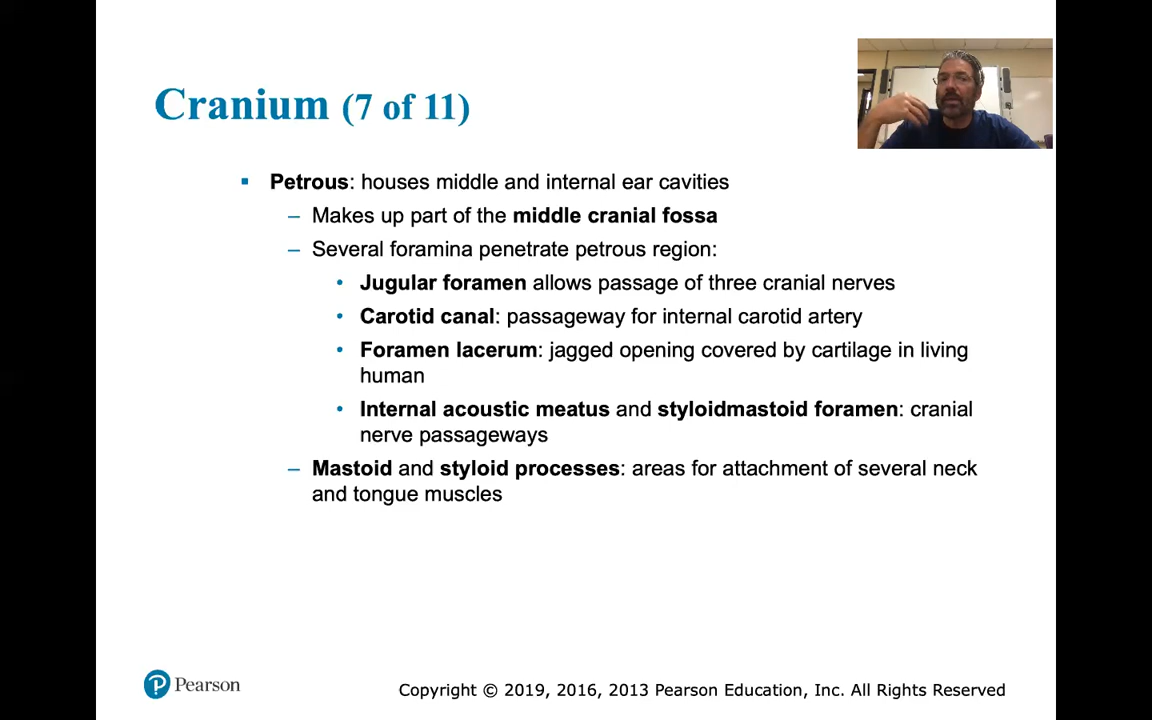 Cranium (7 of 11)
▪ Petrous: houses middle and internal ear cavities
– Makes up part of the middle cranial fossa
– Several foramina penetrate petrous region:
• Jugular foramen allows passage of three cranial nerves
• Carotid canal: passageway for internal carotid artery
• Foramen lacerum: jagged opening covered by cartilage in living
human
• Internal acoustic meatus and styloidmastoid foramen: cranial
nerve passageways
– Mastoid and styloid processes: areas for attachment of several neck
and tongue muscles
P Pearson
Copyright © 2019, 2016, 2013 Pearson Education, Inc. All Rights Reserved